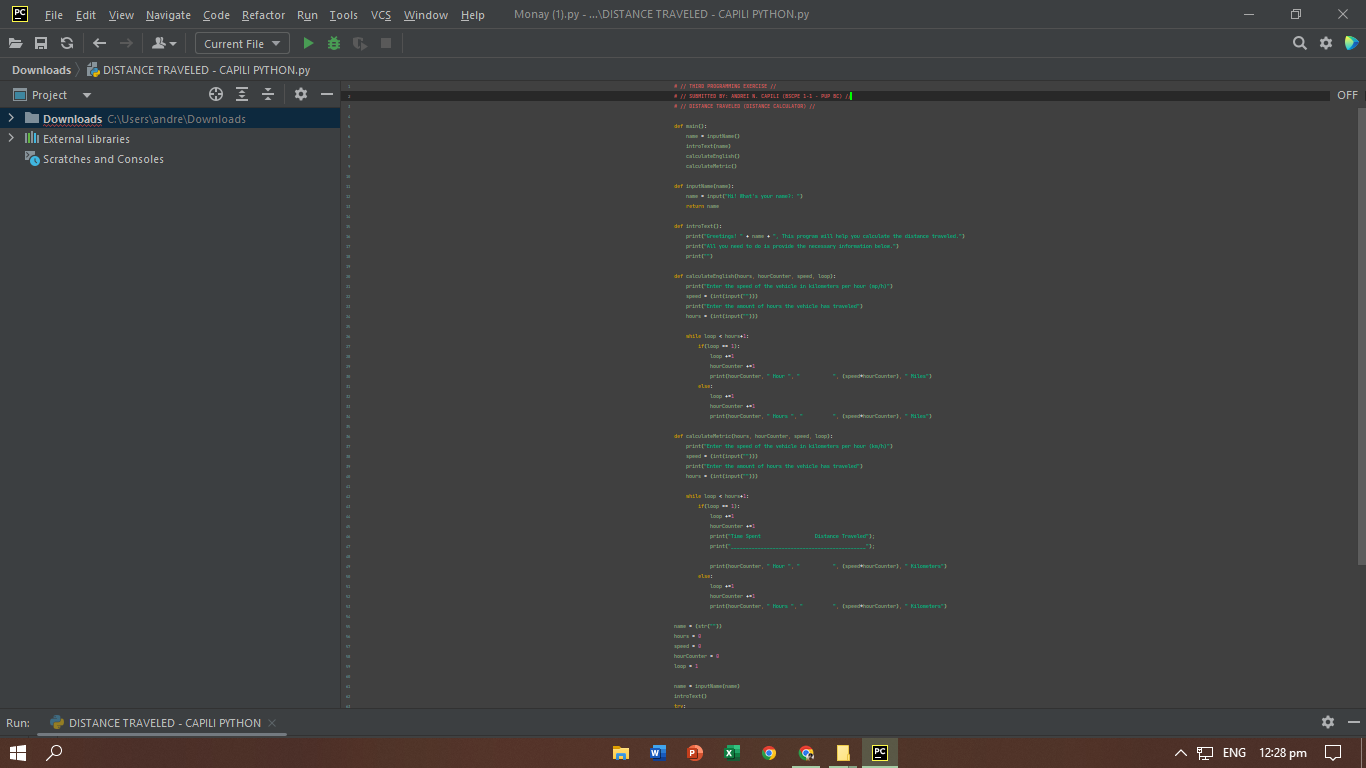 File Edit View Navigate Code Refactor Run Tools VCS Window Help Monay (1).py - ...\DISTANCE TRAVELED - CAPILI PYTHON.py
Current File
Downloads DISTANCE TRAVELED - CAPILI PYTHON.py
Project
OFF
Downloads C:\Users\andre\Downloads
External Libraries
Scratches and Consoles
# // THIRD PROGRAMMING EXERCISE //
# // SUBMITTED BY: ANDREI N. CAPILI (BSCPE 1-1 - PUP BC) //
# // DISTANCE TRAVELED (DISTANCE CALCULATOR) //
def main():
name = inputName()
introText(name)
calculateEnglish()
calculateMetric()
def inputName(name):
name = input("Hi! What's your name?: ")
return name
def introText():
print("Greetings! " + name + ", This program will help you calculate the distance traveled.")
print("All you need to do is provide the necessary information below.")
print("")
def calculateEnglish(hours, hourCounter, speed, loop):
print("Enter the speed of the vehicle in kilometers per hour (mp/h)")
speed = (int(input("")))
print("Enter the amount of hours the vehicle has traveled")
hours = (int(input("")))
while loop < hours+1:
if(loop == 1):
loop +=1
hourCounter +=1
print(hourCounter, " Hour ", " ", (speed*hourCounter), " Miles")
else:
loop +=1
hourCounter +=1
print(hourCounter, " Hours ", " ", (speed*hourCounter), " Miles")
def calculateMetric(hours, hourCounter, speed, loop):
print("Enter the speed of the vehicle in kilometers per hour (km/h)")
speed = (int(input("")))
print("Enter the amount of hours the vehicle has traveled")
hours = (int(input("")))
while loop < hours+1:
if(loop == 1):
loop +=1
hourCounter +=1
print("Time Spent Distance Traveled");
print("_____________________________________________");
print(hourCounter, " Hour ", " ", (speed*hourCounter), " Kilometers")
else:
loop +=1
hourCounter +=1
print(hourCounter, " Hours ", " ", (speed*hourCounter), " Kilometers")
name = (str(""))
hours = 0
speed = 0
hourCounter = 0
loop = 1
name = inputName(name)
introText()
try:
Run: DISTANCE TRAVELED - CAPILI PYTHON
ENG 12:28 pm